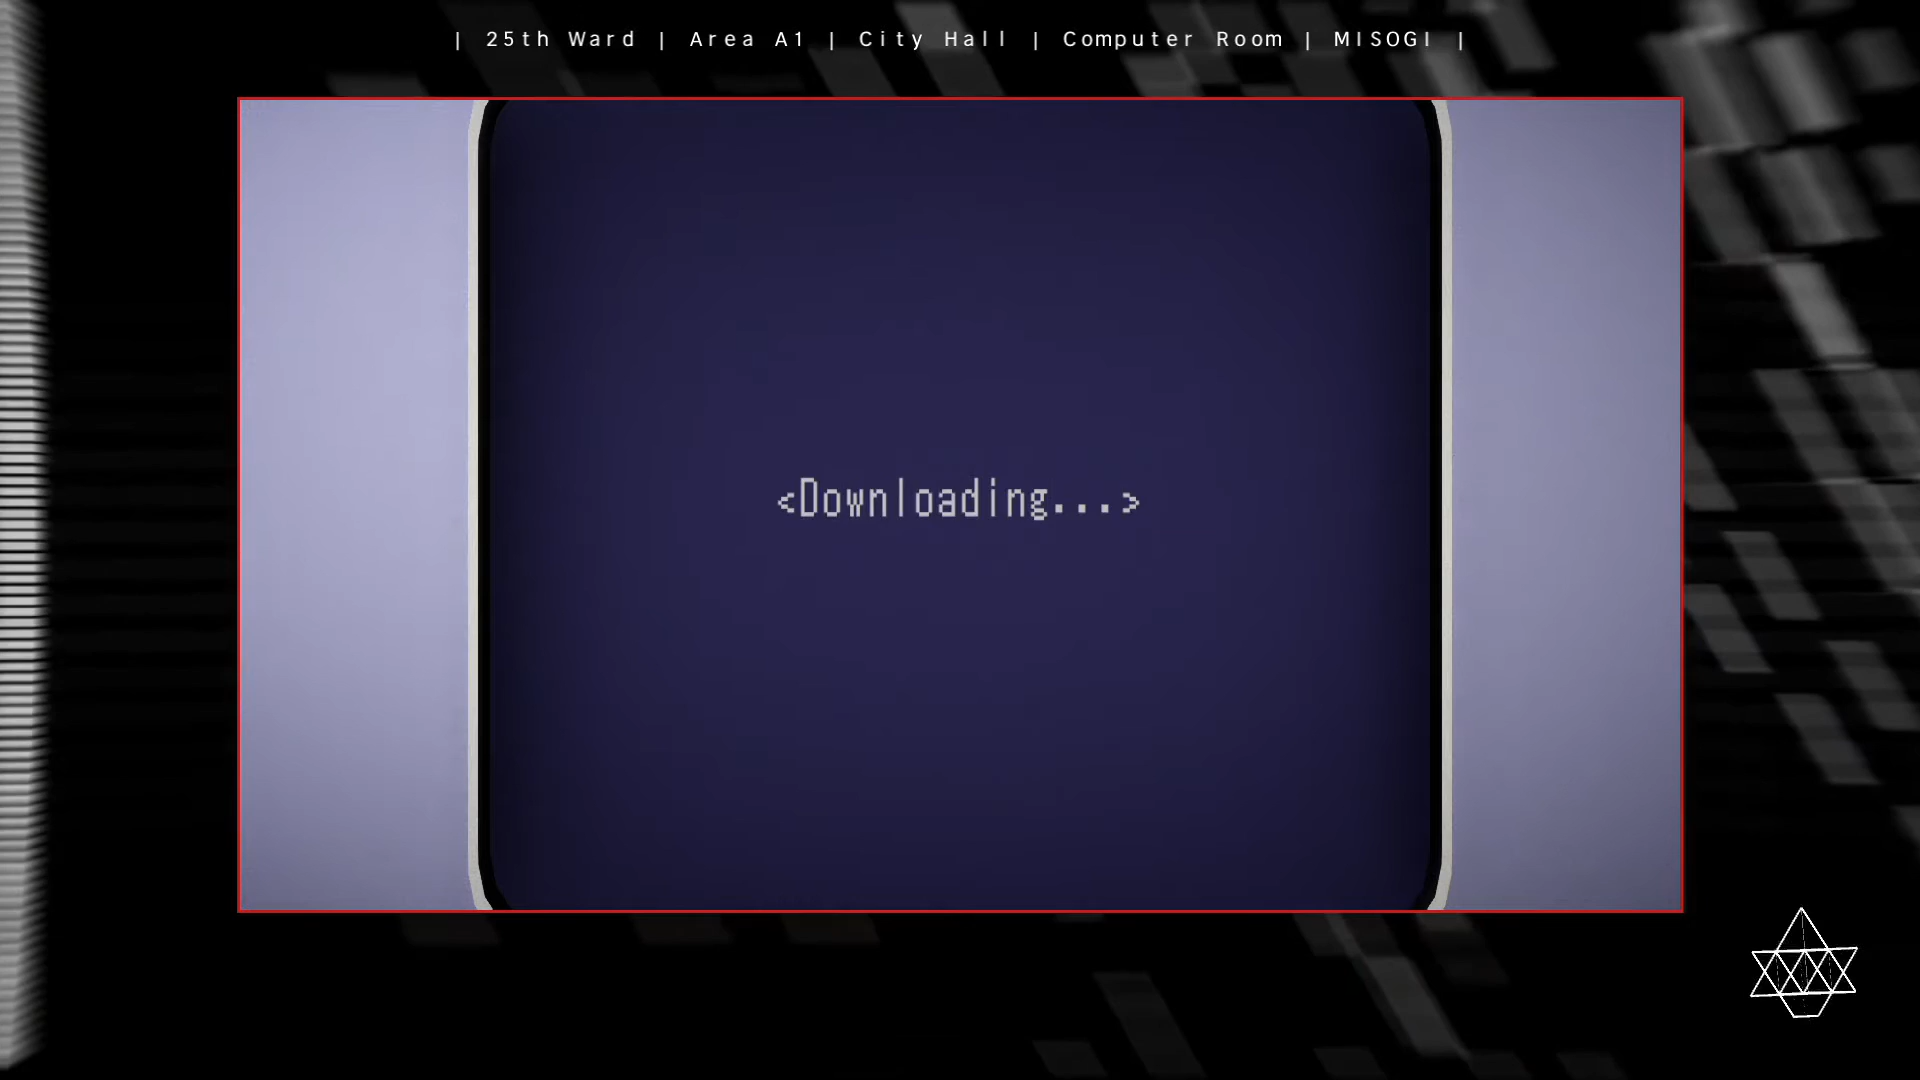 | 25th Ward | Area A1 | City Hall | Computer Room | MISOGI |
<Downloading...>